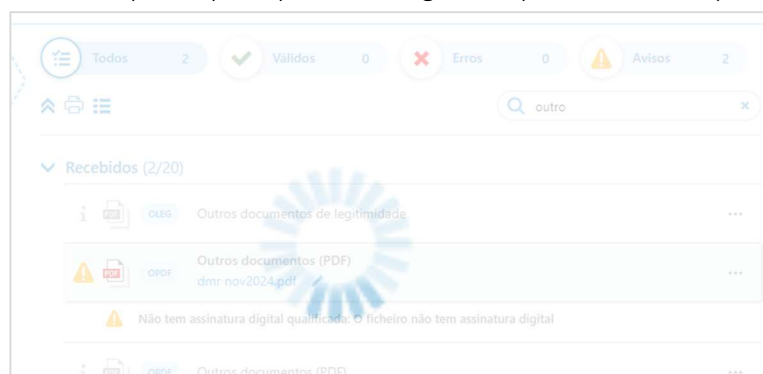 Todos 2 Válidos 0 Erros 0 Avisos 2
outro
Recebidos (2/20)
OLEG Outros documentos de legitimidade
Outros documentos (PDF)
PDF OPDF
dmr nov2024.pdf
Não tem assinatura digital qualificada: O ficheiro não tem assinatura digital
OPDF Outros documentos (PDF)